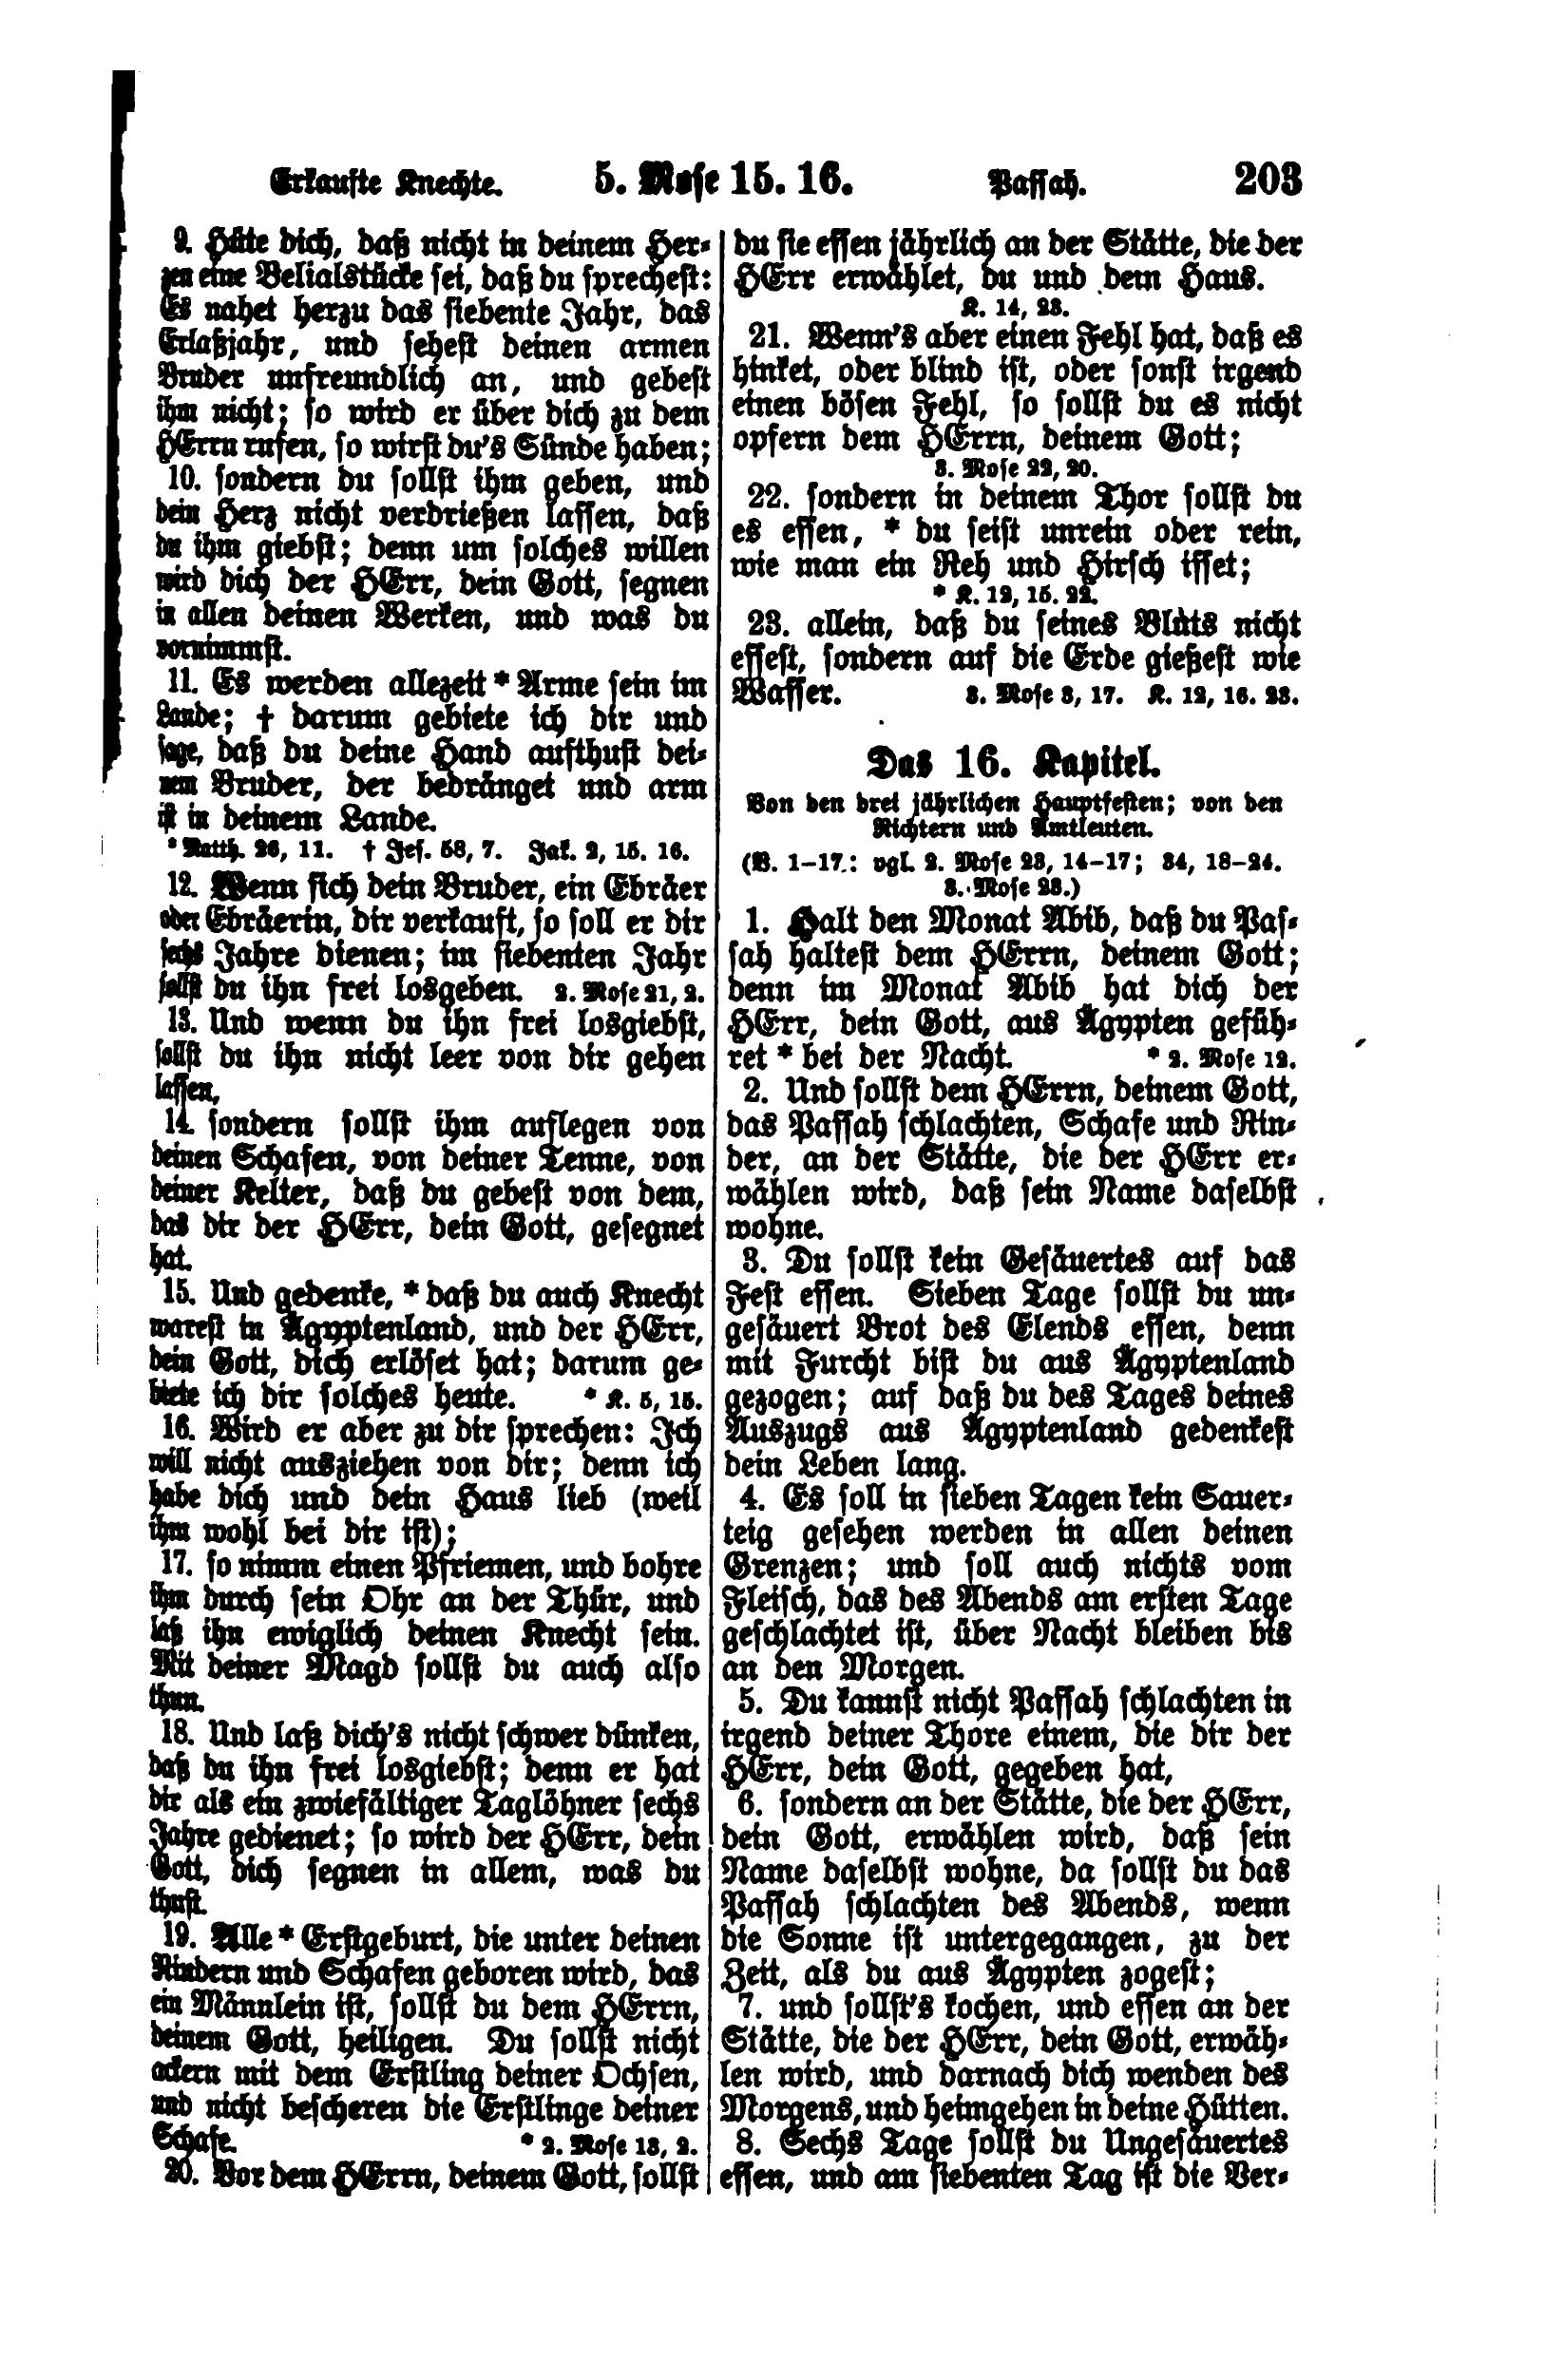 Erkaufte Knechte. 5. Mose 15. 16. Passah. 203
9. Hüte dich, daß nicht in deinem Her-
zen eine Belialstücke sei, daß du sprechest:
Es nahet herzu das siebente Jahr, das
Erlaßjahr, und sehest deinen armen
Bruder unfreundlich an, und gebest
ihm nicht; so wird er über dich zu dem
HErrn rufen, so wirst du's Sünde haben;
10. sondern du sollst ihm geben, und
dein Herz nicht verdrießen lassen, daß
du ihm giebst; denn um solches willen
wird dich der HErr, dein Gott, segnen
in allen deinen Werken, und was du
vornimmst.
11. Es werden allezeit * Arme sein im
Lande; † darum gebiete ich dir und
sage, daß du deine Hand aufthust dei-
nem Bruder, der bedränget und arm
ist in deinem Lande.
* Matth. 26, 11. † Jes. 58, 7. Jak. 2, 15. 16.
12. Wenn sich dein Bruder, ein Ebräer
oder Ebräerin, dir verkauft, so soll er dir
sechs Jahre dienen; im siebenten Jahr
sollst du ihn frei losgeben. 2. Mose 21, 2.
13. Und wenn du ihn frei losgiebst,
sollst du ihn nicht leer von dir gehen
lassen,
14. sondern sollst ihm auflegen von
deinen Schafen, von deiner Tenne, von
deiner Kelter, daß du gebest von dem,
das dir der HErr, dein Gott, gesegnet
hat.
15. Und gedenke, * daß du auch Knecht
warest in Ägyptenland, und der HErr,
dein Gott, dich erlöset hat; darum ge-
biete ich dir solches heute. * K. 5, 15.
16. Wird er aber zu dir sprechen: Ich
will nicht ausziehen von dir; denn ich
habe dich und dein Haus lieb (weil
ihm wohl bei dir ist);
17. so nimm einen Pfriemen, und bohre
ihm durch sein Ohr an der Thür, und
laß ihn ewiglich deinen Knecht sein.
Mit deiner Magd sollst du auch also
thun.
18. Und laß dich's nicht schwer dünken,
daß du ihn frei losgiebst; denn er hat
dir als ein zwiefältiger Taglöhner sechs
Jahre gedienet; so wird der HErr, dein
Gott, dich segnen in allem, was du
thust.
19. Alle * Erstgeburt, die unter deinen
Rindern und Schafen geboren wird, das
ein Männlein ist, sollst du dem HErrn,
deinem Gott, heiligen. Du sollst nicht
ackern mit dem Erstling deiner Ochsen,
und nicht bescheren die Erstlinge deiner
Schafe. * 2. Mose 13, 2.
20. Vor dem HErrn, deinem Gott, sollst
du sie essen jährlich an der Stätte, die der
HErr erwählet, du und dem Haus.
K. 14, 23.
21. Wenn's aber einen Fehl hat, daß es
hinket, oder blind ist, oder sonst irgend
einen bösen Fehl, so sollst du es nicht
opfern dem HErrn, deinem Gott;
3. Mose 22, 20.
22. sondern in deinem Thor sollst du
es essen, * du seist unrein oder rein,
wie man ein Reh und Hirsch isset;
* K. 12, 15. 22.
23. allein, daß du seines Bluts nicht
essest, sondern auf die Erde gießest wie
Wasser. 3. Mose 3, 17. K. 12, 16. 23.
Das 16. Kapitel.
Von den drei jährlichen Hauptfesten; von den
Richtern und Amtleuten.
(V. 1-17.: vgl. 2. Mose 23, 14-17; 34, 18-24.
3. Mose 23.)
1. Halt den Monat Abib, daß du Pas-
sah haltest dem HErrn, deinem Gott;
denn im Monat Abib hat dich der
HErr, dein Gott, aus Ägypten gefüh-
ret * bei der Nacht. * 2. Mose 12.
2. Und sollst dem HErrn, deinem Gott,
das Passah schlachten, Schafe und Rin-
der, an der Stätte, die der HErr er-
wählen wird, daß sein Name daselbst
wohne.
3. Du sollst kein Gesäuertes auf das
Fest essen. Sieben Tage sollst du un-
gesäuert Brot des Elends essen, denn
mit Furcht bist du aus Ägyptenland
gezogen; auf daß du des Tages deines
Auszugs aus Ägyptenland gedenkest
dein Leben lang.
4. Es soll in sieben Tagen kein Sauer-
teig gesehen werden in allen deinen
Grenzen; und soll auch nichts vom
Fleisch, das des Abends am ersten Tage
geschlachtet ist, über Nacht bleiben bis
an den Morgen.
5. Du kannst nicht Passah schlachten in
irgend deiner Thore einem, die dir der
HErr, dein Gott, gegeben hat,
6. sondern an der Stätte, die der HErr,
dein Gott, erwählen wird, daß sein
Name daselbst wohne, da sollst du das
Passah schlachten des Abends, wenn
die Sonne ist untergegangen, zu der
Zeit, als du aus Ägypten zogest;
7. und sollst's kochen, und essen an der
Stätte, die der HErr, dein Gott, erwäh-
len wird, und darnach dich wenden des
Morgens, und heimgehen in deine Hütten.
8. Sechs Tage sollst du Ungesäuertes
essen, und am siebenten Tag ist die Ver-